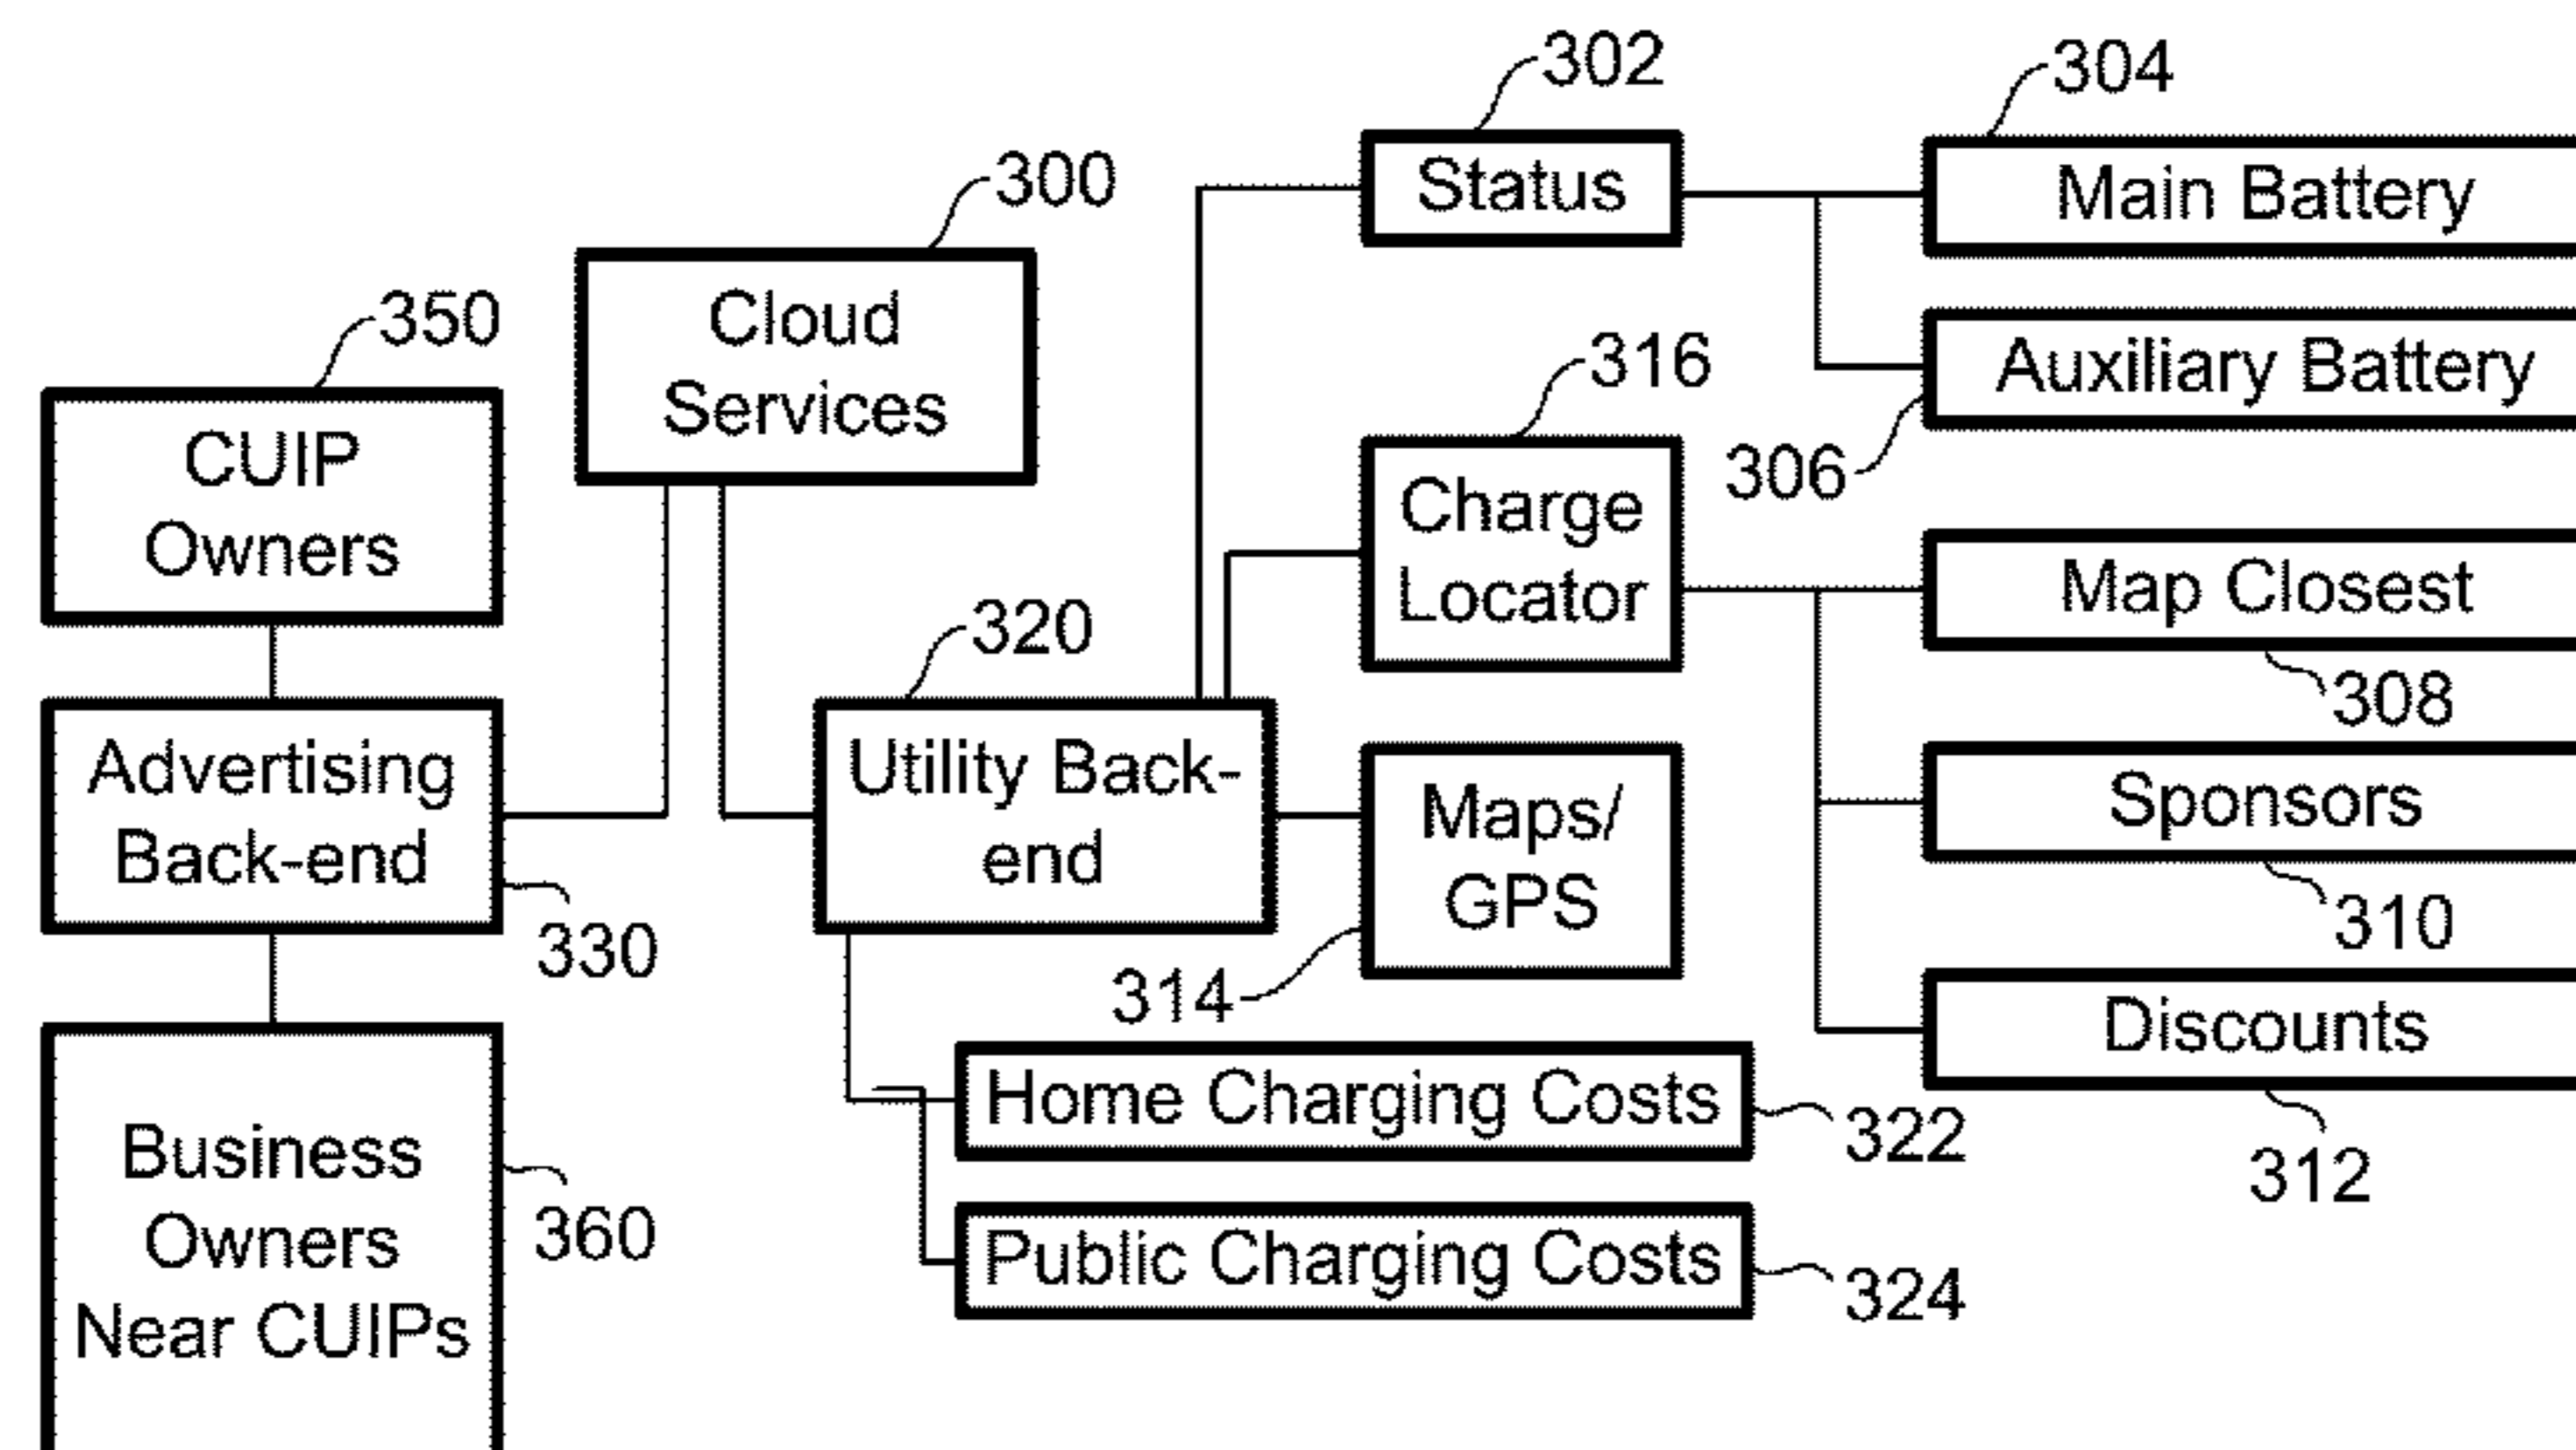 302
304
Status
Main Battery
300
Cloud
Services
350
CUIP
Owners
316
Auxiliary Battery
306
Charge
Locator
Map Closest
308
320
Advertising
Back-end
330
Utility Back-
end
Maps/
GPS
314
Sponsors
310
Discounts
312
Home Charging Costs
322
Public Charging Costs
324
Business
Owners
Near CUIPs
360